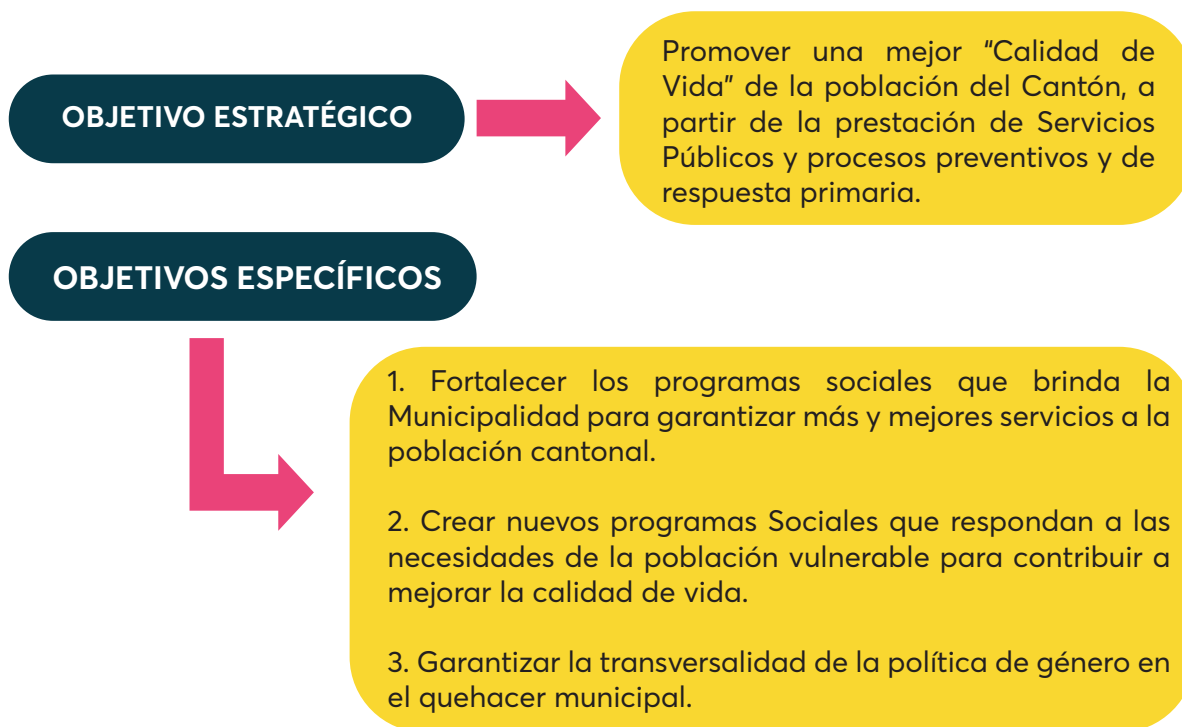 OBJETIVO ESTRATÉGICO
Promover una mejor “Calidad de
Vida” de la población del Cantón, a
partir de la prestación de Servicios
Públicos y procesos preventivos y de
respuesta primaria.
OBJETIVOS ESPECÍFICOS
1. Fortalecer los programas sociales que brinda la
Municipalidad para garantizar más y mejores servicios a la
población cantonal.
2. Crear nuevos programas Sociales que respondan a las
necesidades de la población vulnerable para contribuir a
mejorar la calidad de vida.
3. Garantizar la transversalidad de la política de género en
el quehacer municipal.